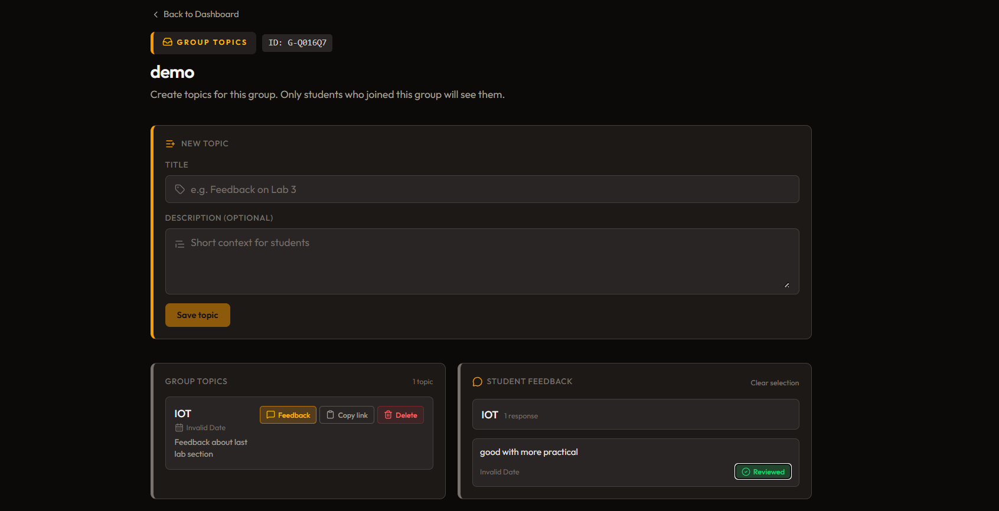 Back to Dashboard
GROUP TOPICS
ID: G-Q016Q7
demo
Create topics for this group. Only students who joined this group will see them.
NEW TOPIC
TITLE
e.g. Feedback on Lab 3
DESCRIPTION (OPTIONAL)
Short context for students
Save topic
GROUP TOPICS
1 topic
IOT
Feedback
Copy link
Delete
Invalid Date
Feedback about last
lab section
STUDENT FEEDBACK
Clear selection
IOT 1 response
good with more practical
Invalid Date
Reviewed